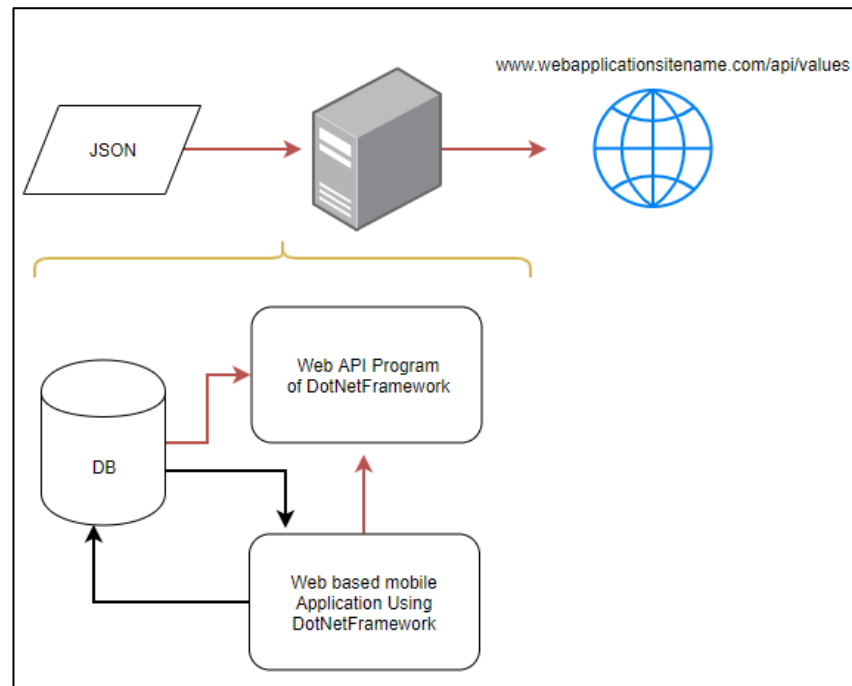 www.webapplicationsitename.com/api/values
JSON
Web API Program
of DotNetFramework
DB
Web based mobile
Application Using
DotNetFramework